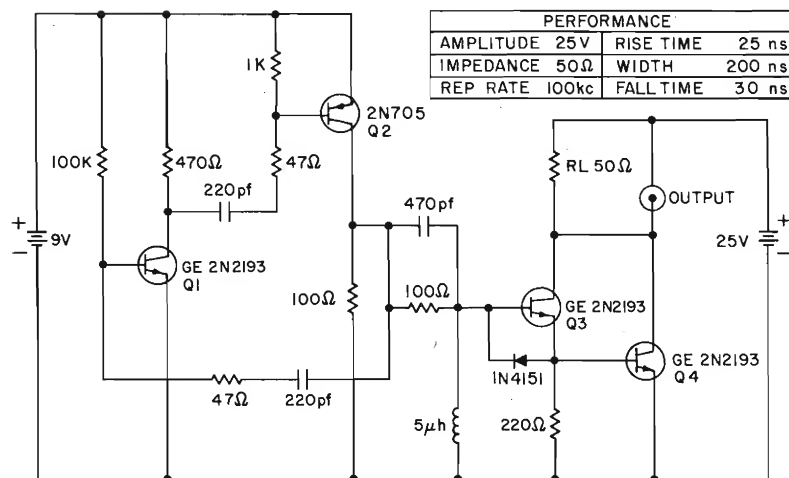 PERFORMANCE
AMPLITUDE 25V RISE TIME 25 ns
IMPEDANCE 50Ω WIDTH 200 ns
REP RATE 100kc FALL TIME 30 ns
1K
2N705
Q2
100K
470Ω
47Ω
220pf
470pf
RL 50Ω
OUTPUT
+
-
9V
GE 2N2193
Q1
100Ω
100Ω
GE 2N2193
Q3
+
-
25V
1N4151
GE 2N2193
Q4
47Ω
220pf
5μh
220Ω